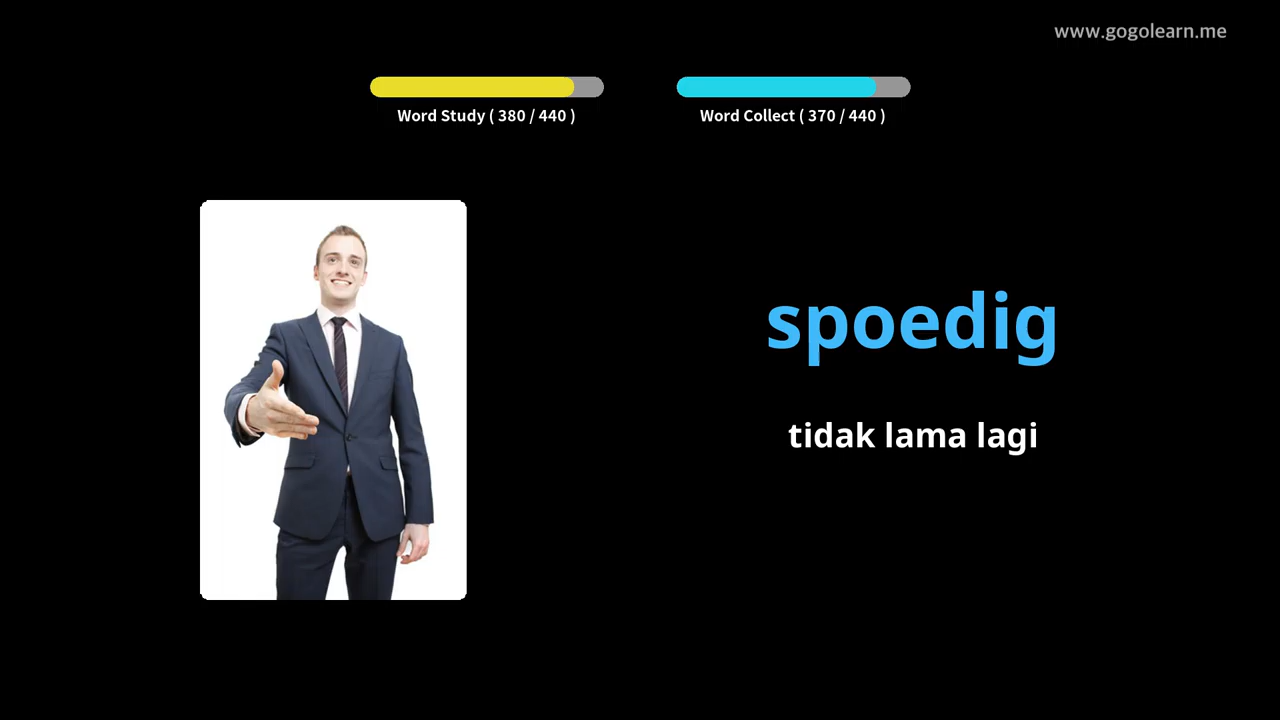 www.gogolearn.me
Word Study ( 380 / 440 )
Word Collect ( 370 / 440 )
spoedig
tidak lama lagi